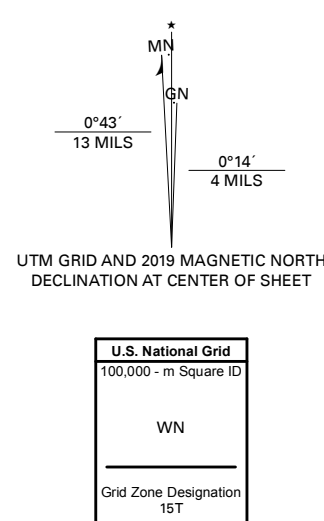 MN
GN
0°43´
13 MILS
0°14´
4 MILS
UTM GRID AND 2019 MAGNETIC NORTH
DECLINATION AT CENTER OF SHEET
U.S. National Grid
100,000 - m Square ID
WN
Grid Zone Designation
15T